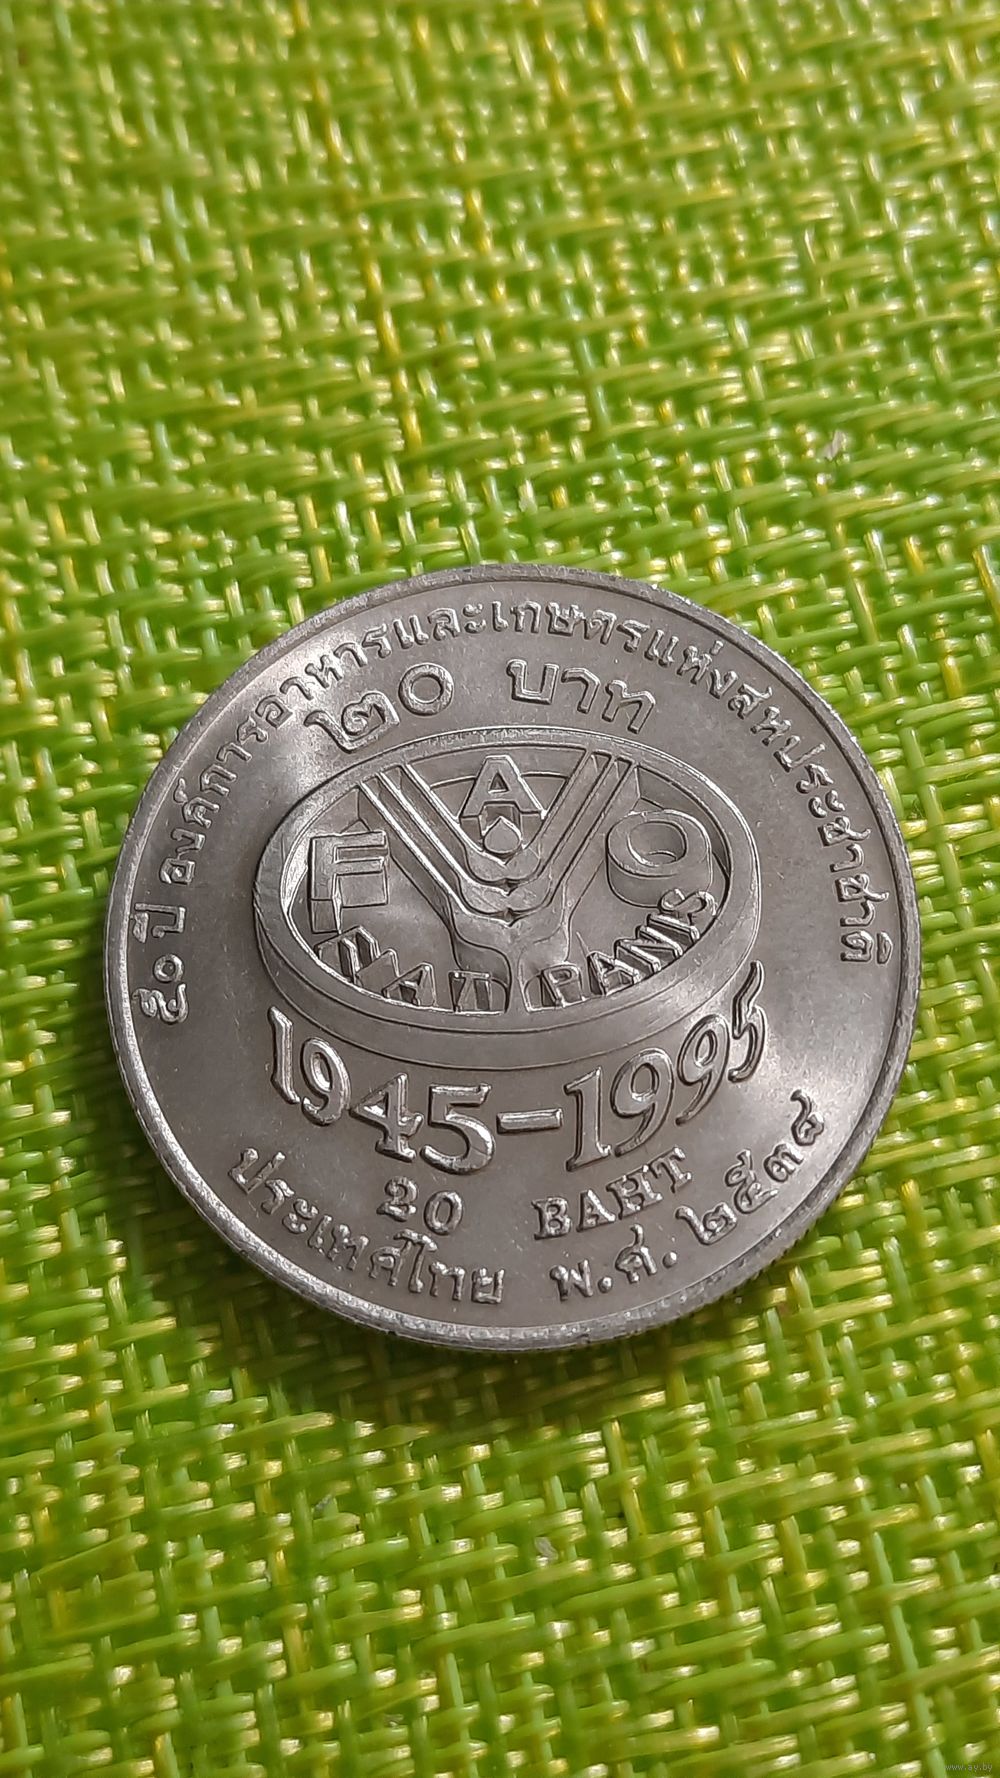 ๕๐ ปี องค์การอาหารและเกษตรแห่งสหประชาชาติ
๒๐ บาท
F A O
FIAT PANIS
1945-1995
20 BAHT
ประเทศไทย พ.ศ. ๒๕๓๘
www.ay.by